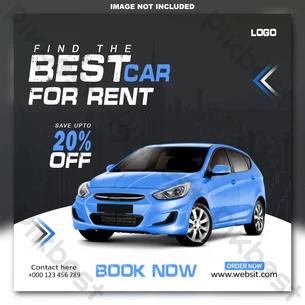 IMAGE NOT INCLUDED
LOGO
FIND THE
BEST CAR
FOR RENT
SAVE UPTO
20%
OFF
Contact here
+000 123 456 789
BOOK NOW
ORDER NOW
www.websit.com